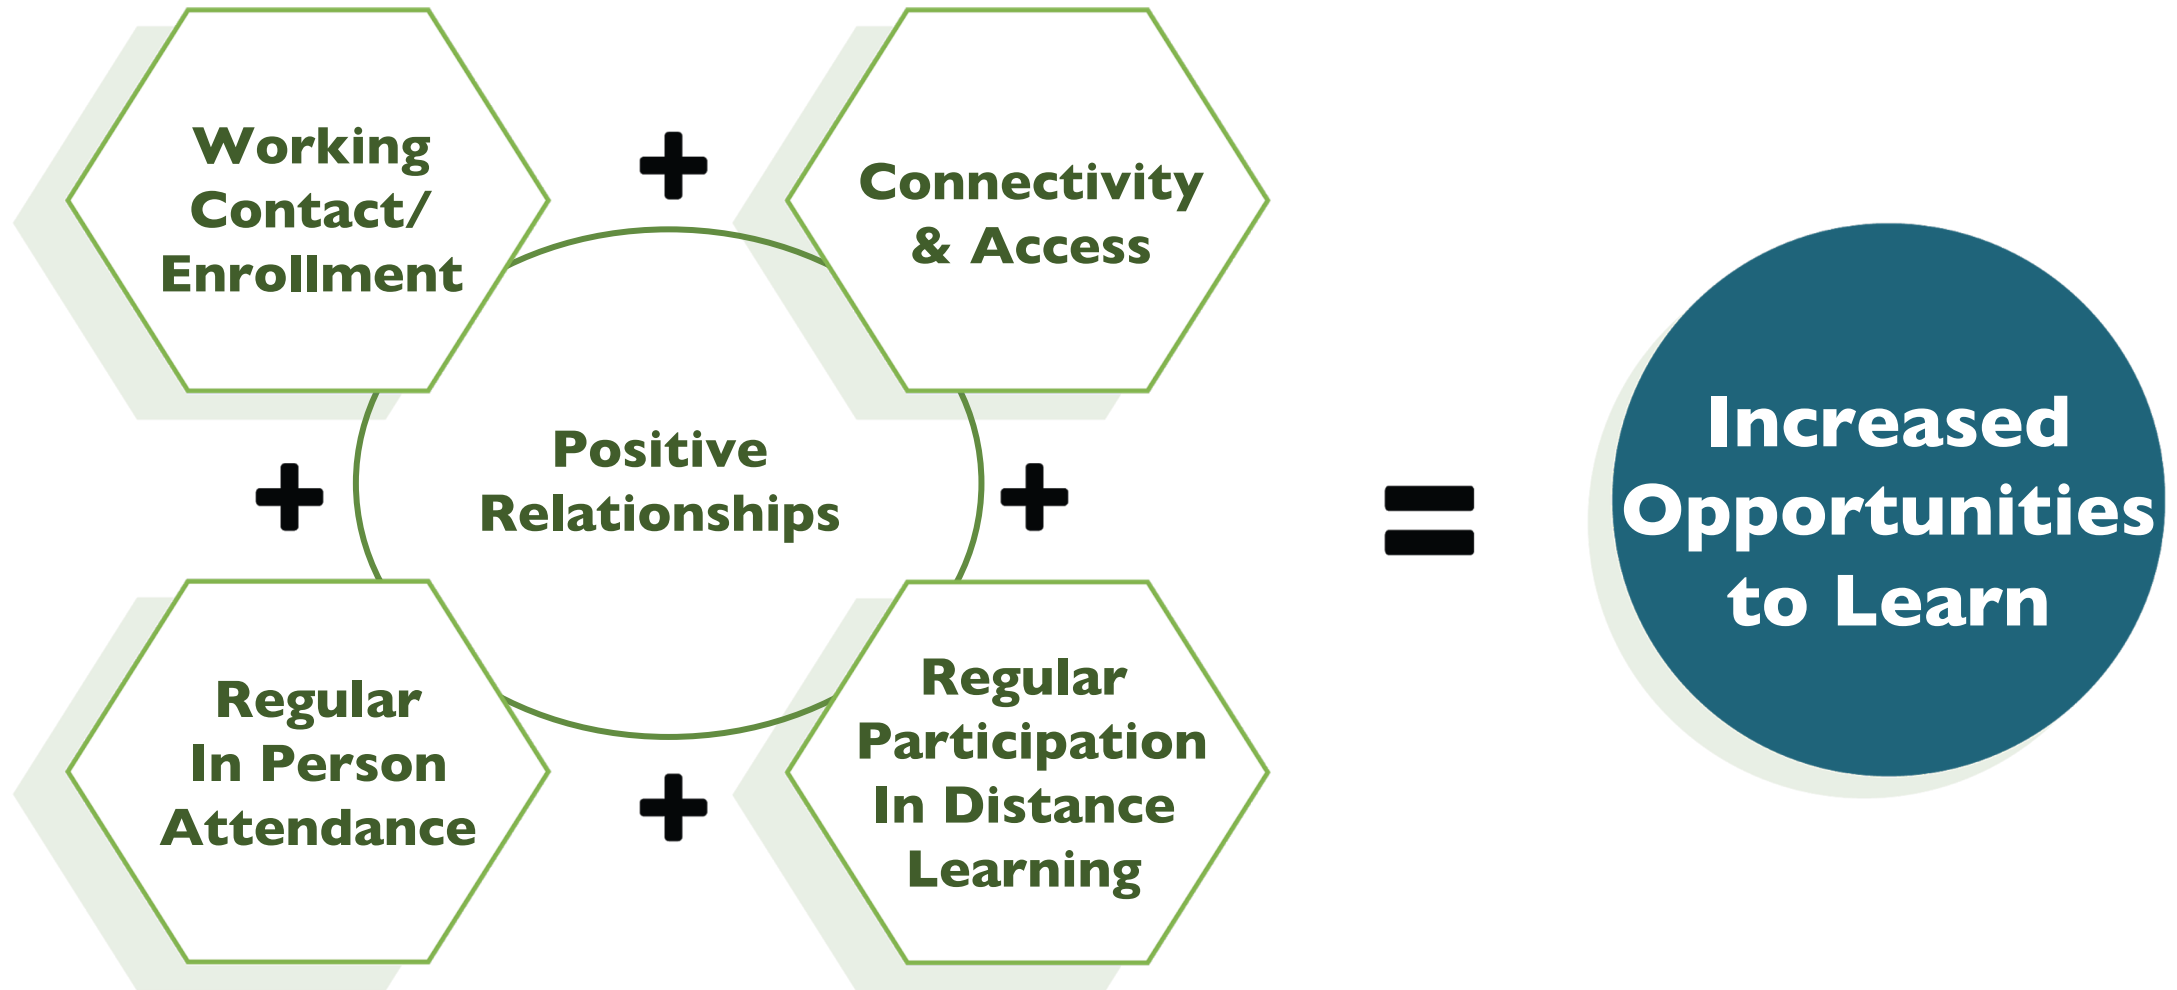 Working
Contact/
Enrollment
+
Connectivity
& Access
+
Positive
Relationships
+
=
Increased
Opportunities
to Learn
Regular
In Person
Attendance
+
Regular
Participation
In Distance
Learning